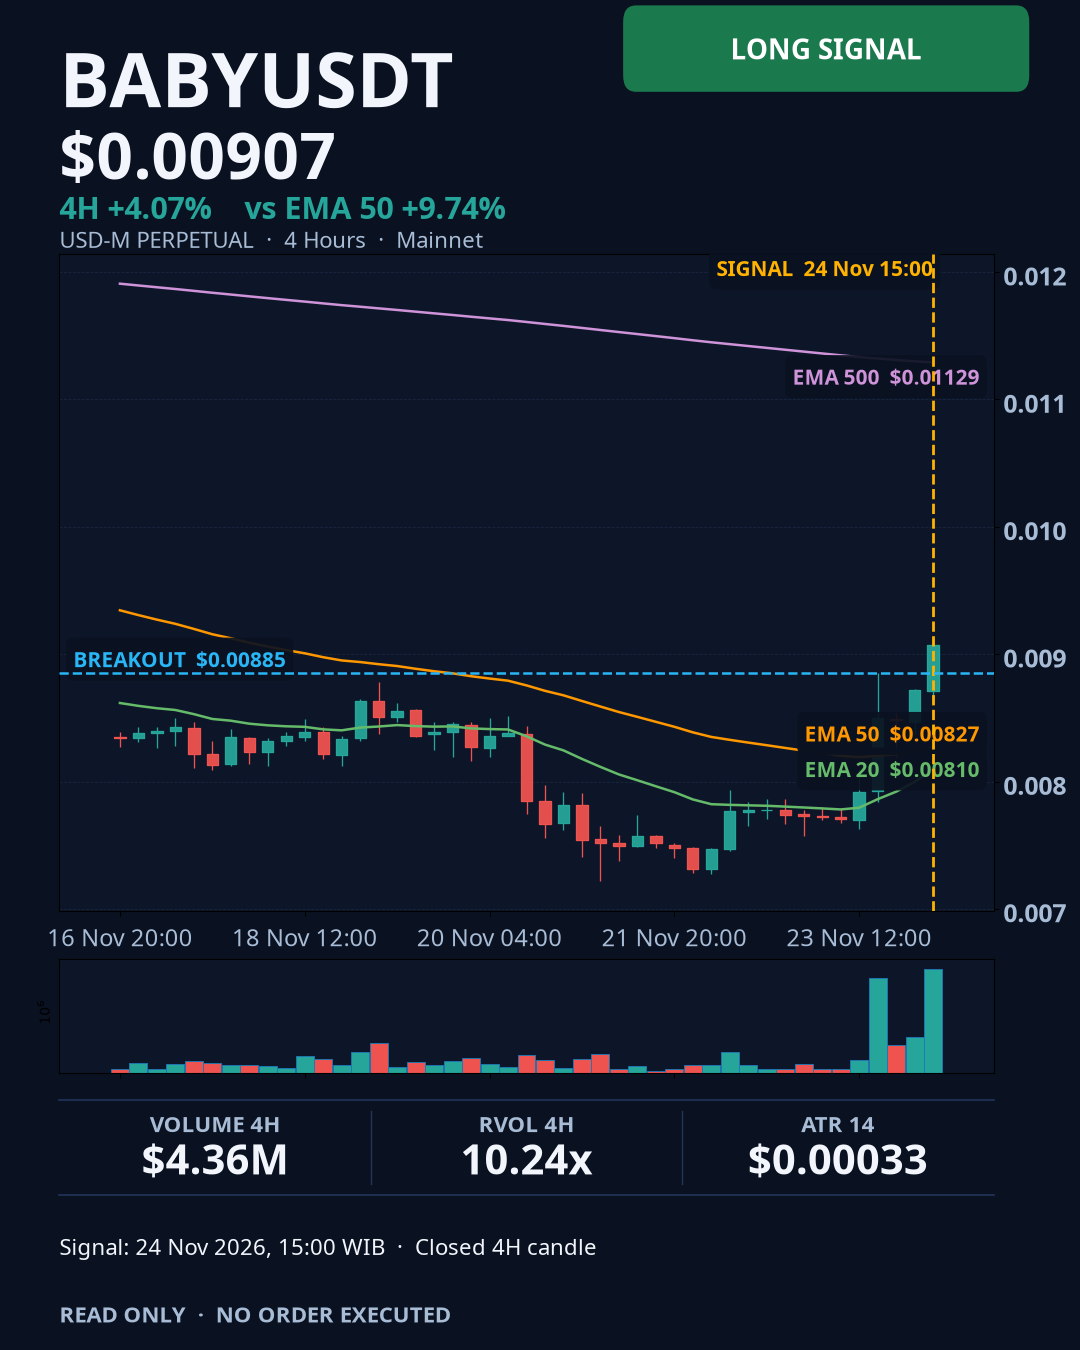 LONG SIGNAL
BABYUSDT
$0.00907
4H +4.07% vs EMA 50 +9.74%
USD-M PERPETUAL · 4 Hours · Mainnet
SIGNAL 24 Nov 15:00
0.012
EMA 500 $0.01129
0.011
0.010
BREAKOUT $0.00885
0.009
EMA 50 $0.00827
EMA 20 $0.00810
0.008
0.007
16 Nov 20:00
18 Nov 12:00
20 Nov 04:00
21 Nov 20:00
23 Nov 12:00
10⁶
VOLUME 4H
$4.36M
RVOL 4H
10.24x
ATR 14
$0.00033
Signal: 24 Nov 2026, 15:00 WIB · Closed 4H candle
READ ONLY · NO ORDER EXECUTED